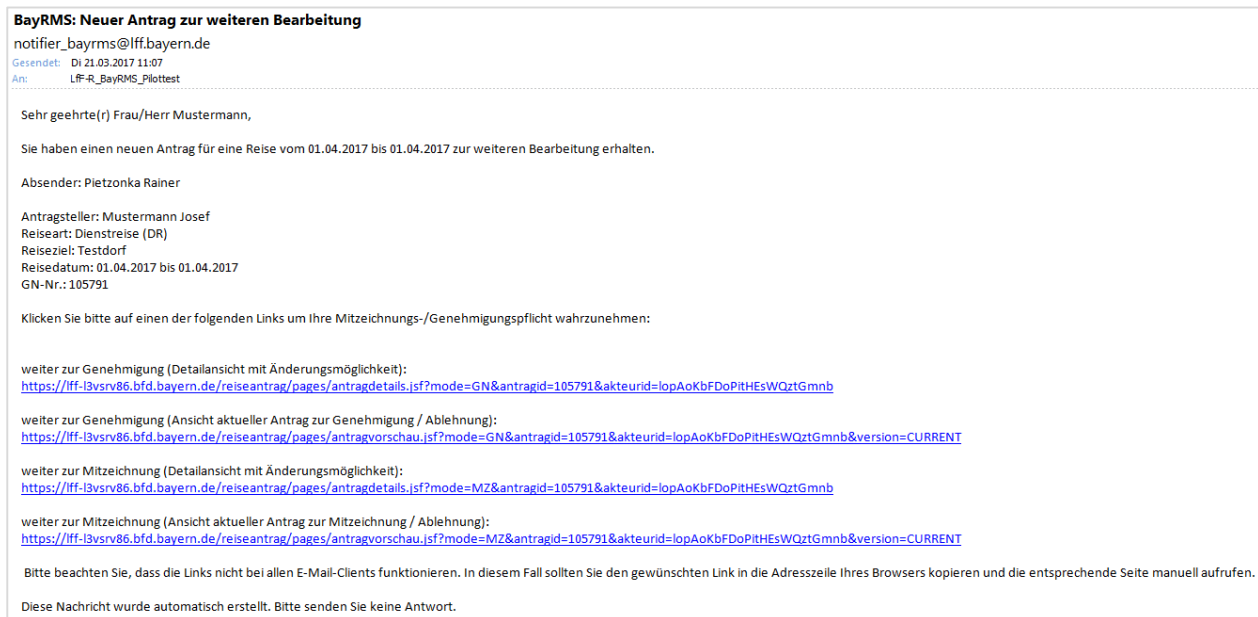 BayRMS: Neuer Antrag zur weiteren Bearbeitung
notifier_bayrms@lff.bayern.de
Gesendet: Di 21.03.2017 11:07
An: LfF-R_BayRMS_Pilottest
Sehr geehrte(r) Frau/Herr Mustermann,
Sie haben einen neuen Antrag für eine Reise vom 01.04.2017 bis 01.04.2017 zur weiteren Bearbeitung erhalten.
Absender: Pietzonka Rainer
Antragsteller: Mustermann Josef
Reiseart: Dienstreise (DR)
Reiseziel: Testdorf
Reisedatum: 01.04.2017 bis 01.04.2017
GN-Nr.: 105791
Klicken Sie bitte auf einen der folgenden Links um Ihre Mitzeichnungs-/Genehmigungspflicht wahrzunehmen:
weiter zur Genehmigung (Detailansicht mit Änderungsmöglichkeit):
https://lff-l3vsrv86.bfd.bayern.de/reiseantrag/pages/antragdetails.jsf?mode=GN&antragid=105791&akteurid=lopAoKbFDoPitHEsWQztGmnb
weiter zur Genehmigung (Ansicht aktueller Antrag zur Genehmigung / Ablehnung):
https://lff-l3vsrv86.bfd.bayern.de/reiseantrag/pages/antragvorschau.jsf?mode=GN&antragid=105791&akteurid=lopAoKbFDoPitHEsWQztGmnb&version=CURRENT
weiter zur Mitzeichnung (Detailansicht mit Änderungsmöglichkeit):
https://lff-l3vsrv86.bfd.bayern.de/reiseantrag/pages/antragdetails.jsf?mode=MZ&antragid=105791&akteurid=lopAoKbFDoPitHEsWQztGmnb
weiter zur Mitzeichnung (Ansicht aktueller Antrag zur Mitzeichnung / Ablehnung):
https://lff-l3vsrv86.bfd.bayern.de/reiseantrag/pages/antragvorschau.jsf?mode=MZ&antragid=105791&akteurid=lopAoKbFDoPitHEsWQztGmnb&version=CURRENT
Bitte beachten Sie, dass die Links nicht bei allen E-Mail-Clients funktionieren. In diesem Fall sollten Sie den gewünschten Link in die Adresszeile Ihres Browsers kopieren und die entsprechende Seite manuell aufrufen.
Diese Nachricht wurde automatisch erstellt. Bitte senden Sie keine Antwort.